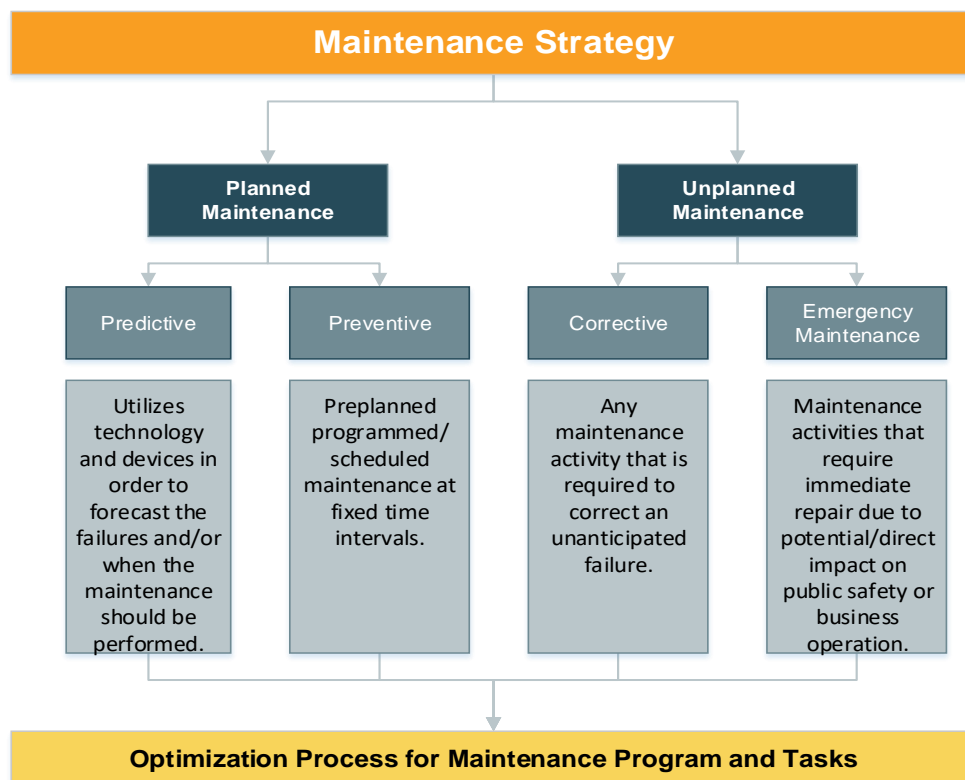 Maintenance Strategy
Planned
Maintenance
Unplanned
Maintenance
Predictive
Preventive
Corrective
Emergency
Maintenance
Utilizes
technology
and devices in
order to
forecast the
failures and/or
when the
maintenance
should be
performed.
Preplanned
programmed/
scheduled
maintenance at
fixed time
intervals.
Any
maintenance
activity that is
required to
correct an
unanticipated
failure.
Maintenance
activities that
require
immediate
repair due to
potential/direct
impact on
public safety or
business
operation.
Optimization Process for Maintenance Program and Tasks